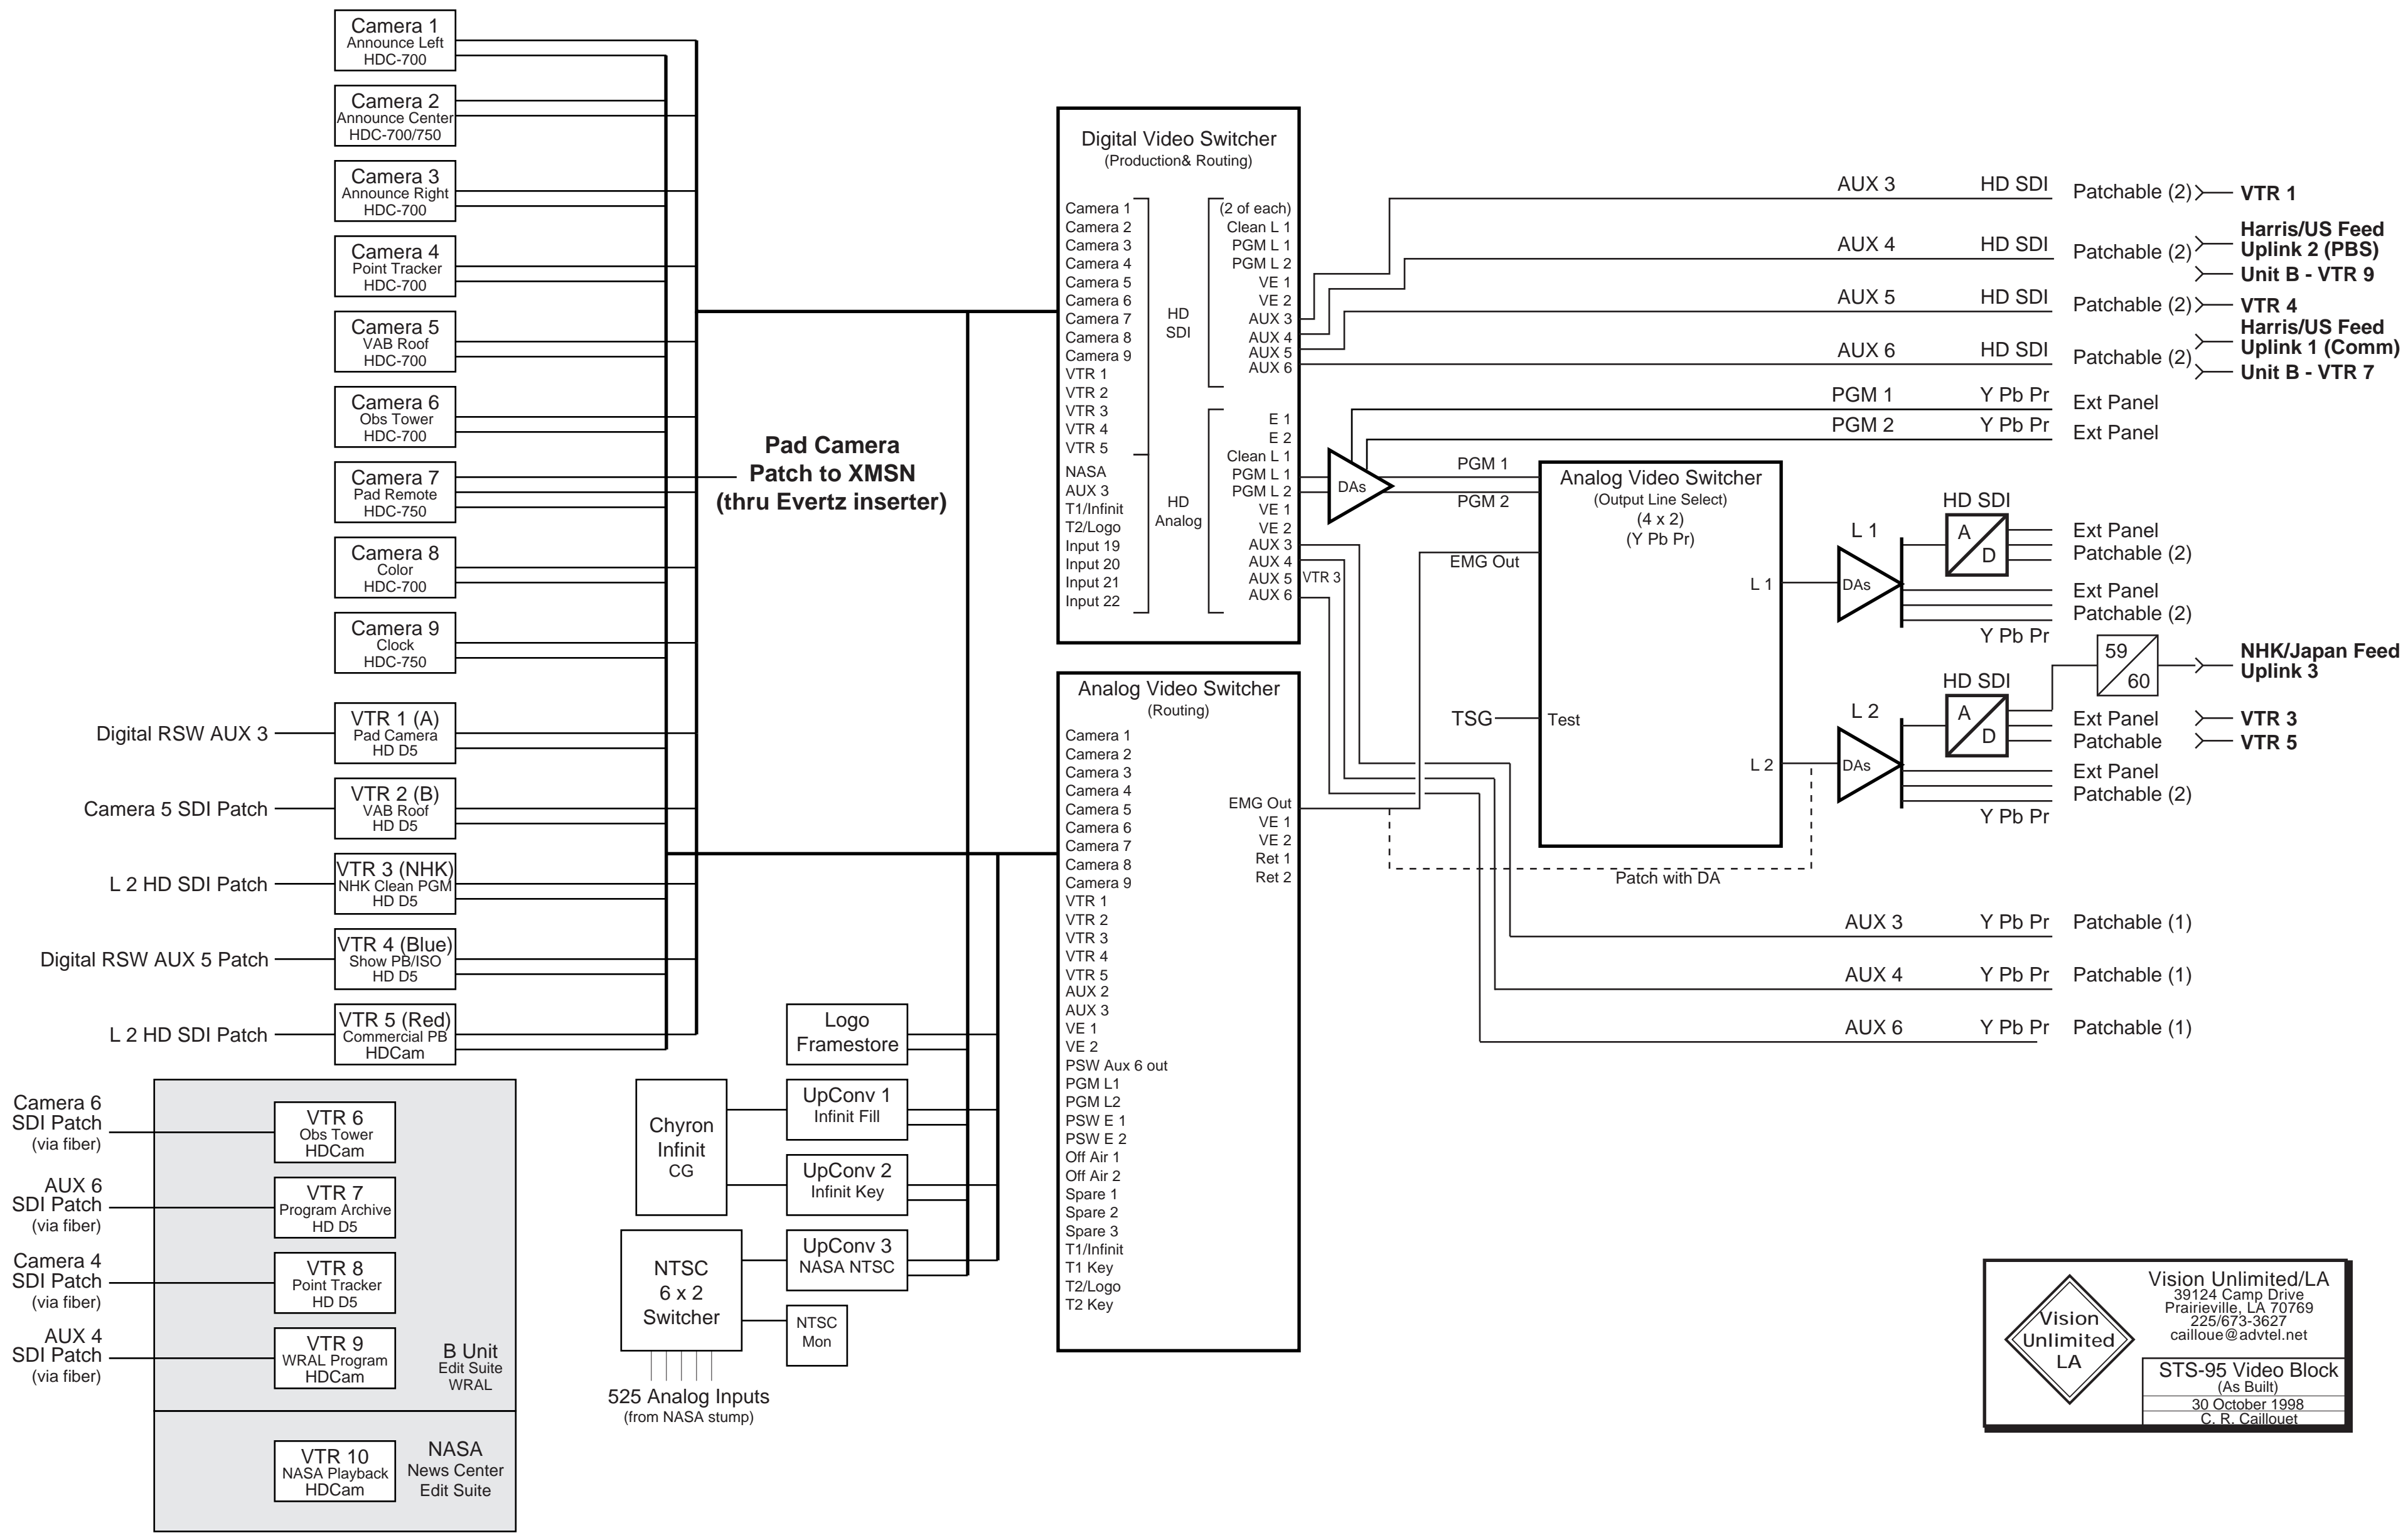 Camera 1
Announce Left
HDC-700
Camera 2
Announce Center
HDC-700/750
Camera 3
Announce Right
HDC-700
Camera 4
Point Tracker
HDC-700
Camera 5
VAB Roof
HDC-700
Camera 6
Obs Tower
HDC-700
Camera 7
Pad Remote
HDC-750
Camera 8
Color
HDC-700
Camera 9
Clock
HDC-750
Digital RSW AUX 3
VTR 1 (A)
Pad Camera
HD D5
Camera 5 SDI Patch
VTR 2 (B)
VAB Roof
HD D5
L 2 HD SDI Patch
VTR 3 (NHK)
NHK Clean PGM
HD D5
Digital RSW AUX 5 Patch
VTR 4 (Blue)
Show PB/ISO
HD D5
L 2 HD SDI Patch
VTR 5 (Red)
Commercial PB
HDCam
Camera 6
SDI Patch
(via fiber)
VTR 6
Obs Tower
HDCam
AUX 6
SDI Patch
(via fiber)
VTR 7
Program Archive
HD D5
Camera 4
SDI Patch
(via fiber)
VTR 8
Point Tracker
HD D5
AUX 4
SDI Patch
(via fiber)
VTR 9
WRAL Program
HDCam
B Unit
Edit Suite
WRAL
VTR 10
NASA Playback
HDCam
NASA
News Center
Edit Suite
Pad Camera
Patch to XMSN
(thru Evertz inserter)
Logo
Framestore
Chyron
Infinit
CG
UpConv 1
Infinit Fill
UpConv 2
Infinit Key
NTSC
6 x 2
Switcher
UpConv 3
NASA NTSC
NTSC
Mon
525 Analog Inputs
(from NASA stump)
Digital Video Switcher
(Production& Routing)
Camera 1
Camera 2
Camera 3
Camera 4
Camera 5
Camera 6
Camera 7
Camera 8
Camera 9
VTR 1
VTR 2
VTR 3
VTR 4
VTR 5
NASA
AUX 3
T1/Infinit
T2/Logo
Input 19
Input 20
Input 21
Input 22
HD
SDI
HD
Analog
(2 of each)
Clean L 1
PGM L 1
PGM L 2
VE 1
VE 2
AUX 3
AUX 4
AUX 5
AUX 6
E 1
E 2
Clean L 1
PGM L 1
PGM L 2
VE 1
VE 2
AUX 3
AUX 4
AUX 5
AUX 6
VTR 3
Analog Video Switcher
(Routing)
Camera 1
Camera 2
Camera 3
Camera 4
Camera 5
Camera 6
Camera 7
Camera 8
Camera 9
VTR 1
VTR 2
VTR 3
VTR 4
VTR 5
AUX 2
AUX 3
VE 1
VE 2
PSW Aux 6 out
PGM L1
PGM L2
PSW E 1
PSW E 2
Off Air 1
Off Air 2
Spare 1
Spare 2
Spare 3
T1/Infinit
T1 Key
T2/Logo
T2 Key
EMG Out
VE 1
VE 2
Ret 1
Ret 2
DAs
PGM 1
PGM 2
EMG Out
TSG
Analog Video Switcher
(Output Line Select)
(4 x 2)
(Y Pb Pr)
Test
L 1
L 2
Patch with DA
AUX 3 HD SDI Patchable (2) VTR 1
AUX 4 HD SDI Patchable (2)
Harris/US Feed
Uplink 2 (PBS)
Unit B - VTR 9
AUX 5 HD SDI Patchable (2) VTR 4
AUX 6 HD SDI Patchable (2)
Harris/US Feed
Uplink 1 (Comm)
Unit B - VTR 7
PGM 1 Y Pb Pr Ext Panel
PGM 2 Y Pb Pr Ext Panel
L 1
DAs
HD SDI
A
D
Ext Panel
Patchable (2)
Ext Panel
Patchable (2)
Y Pb Pr
59
60
NHK/Japan Feed
Uplink 3
L 2
DAs
HD SDI
A
D
Ext Panel VTR 3
Patchable VTR 5
Ext Panel
Patchable (2)
Y Pb Pr
AUX 3 Y Pb Pr Patchable (1)
AUX 4 Y Pb Pr Patchable (1)
AUX 6 Y Pb Pr Patchable (1)
Vision
Unlimited
LA
Vision Unlimited/LA
39124 Camp Drive
Prairieville, LA 70769
225/673-3627
cailloue@advtel.net
STS-95 Video Block
(As Built)
30 October 1998
C. R. Caillouet